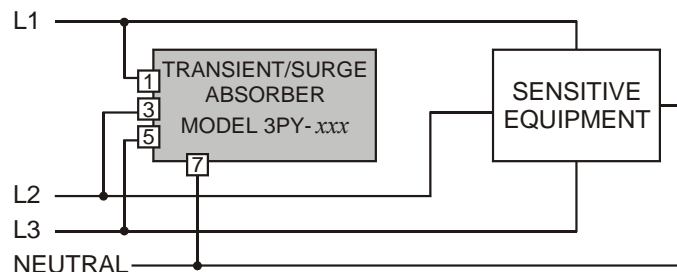 L1
1
TRANSIENT/SURGE
ABSORBER
MODEL 3PY-xxx
3
5
7
SENSITIVE
EQUIPMENT
L2
L3
NEUTRAL